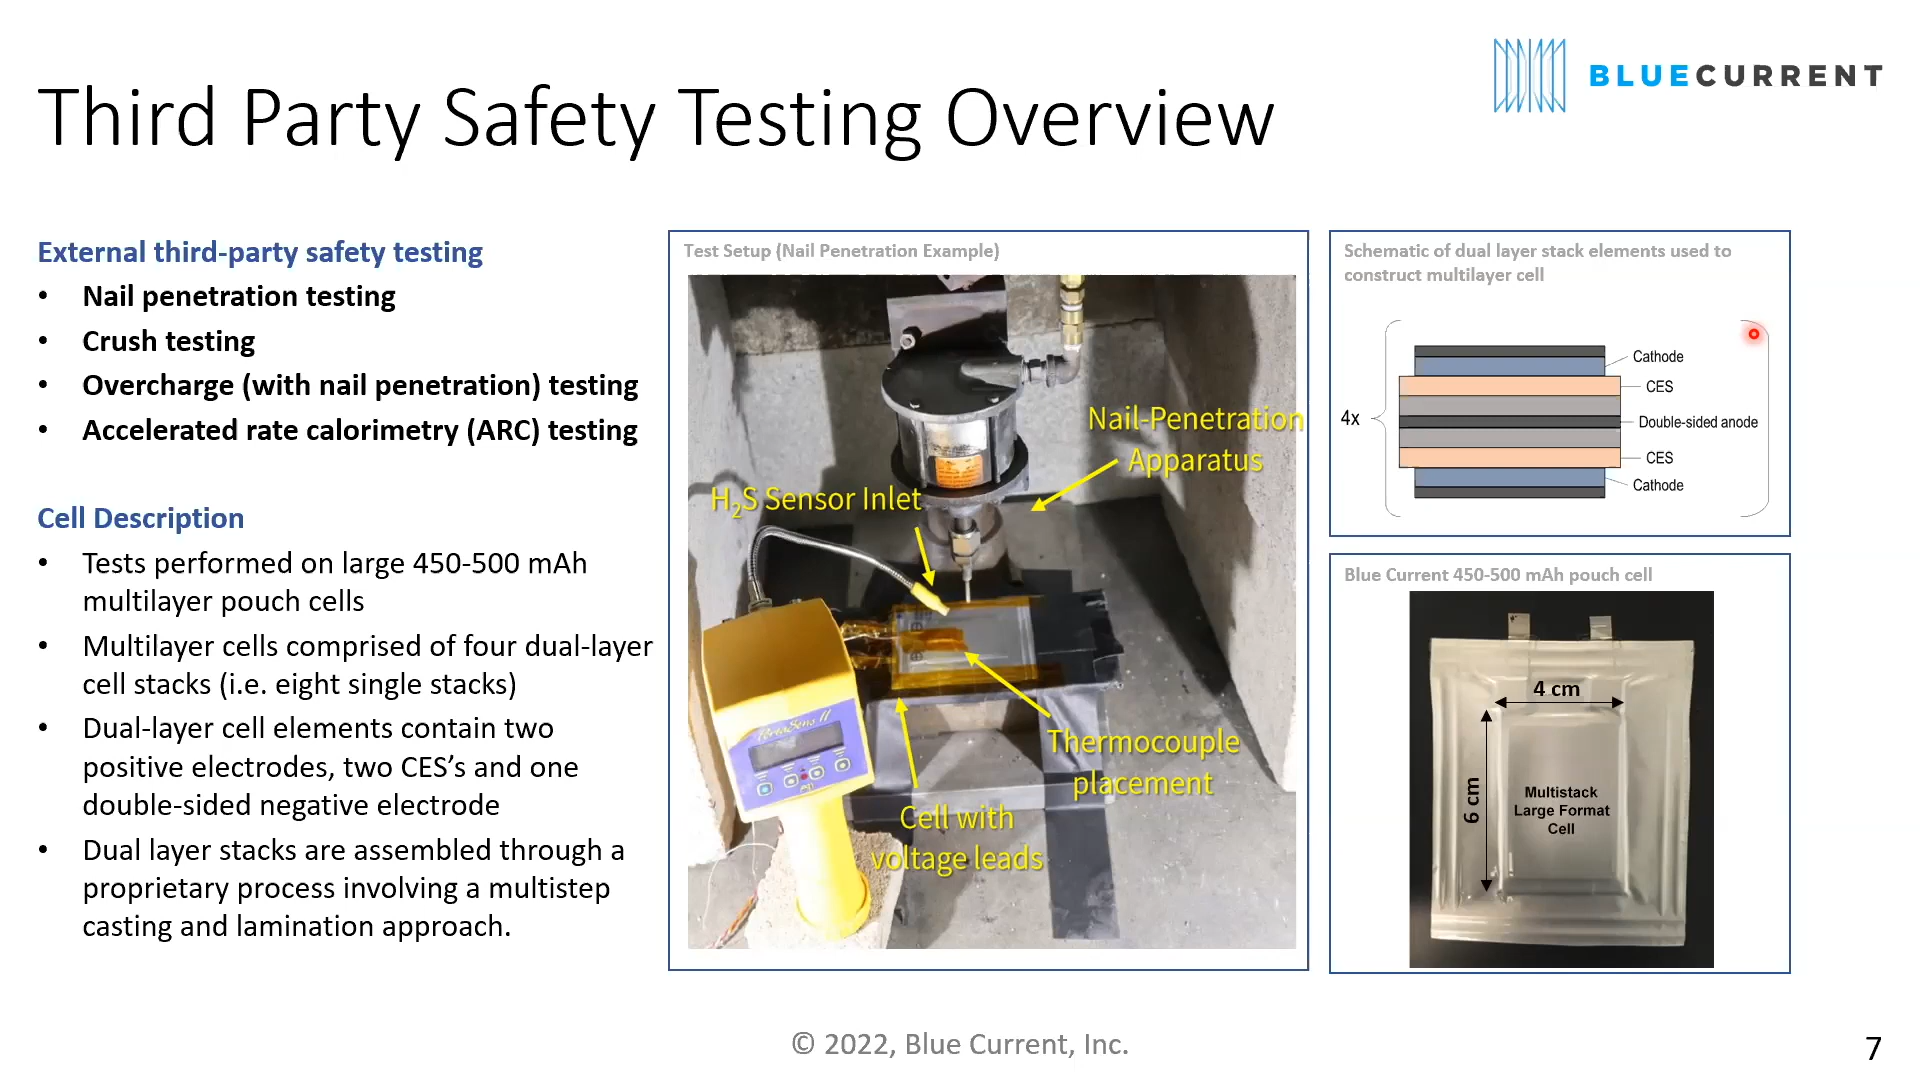 Third Party Safety Testing Overview
BLUECURRENT
External third-party safety testing
• Nail penetration testing
• Crush testing
• Overcharge (with nail penetration) testing
• Accelerated rate calorimetry (ARC) testing
Cell Description
• Tests performed on large 450-500 mAh
multilayer pouch cells
• Multilayer cells comprised of four dual-layer
cell stacks (i.e. eight single stacks)
• Dual-layer cell elements contain two
positive electrodes, two CES’s and one
double-sided negative electrode
• Dual layer stacks are assembled through a
proprietary process involving a multistep
casting and lamination approach.
Test Setup (Nail Penetration Example)
Nail-Penetration
Apparatus
H₂S Sensor Inlet
PortaSens II
Thermocouple
placement
Cell with
voltage leads
Schematic of dual layer stack elements used to
construct multilayer cell
4x
Cathode
CES
Double-sided anode
CES
Cathode
Blue Current 450-500 mAh pouch cell
4 cm
6 cm
Multistack
Large Format
Cell
© 2022, Blue Current, Inc.
7